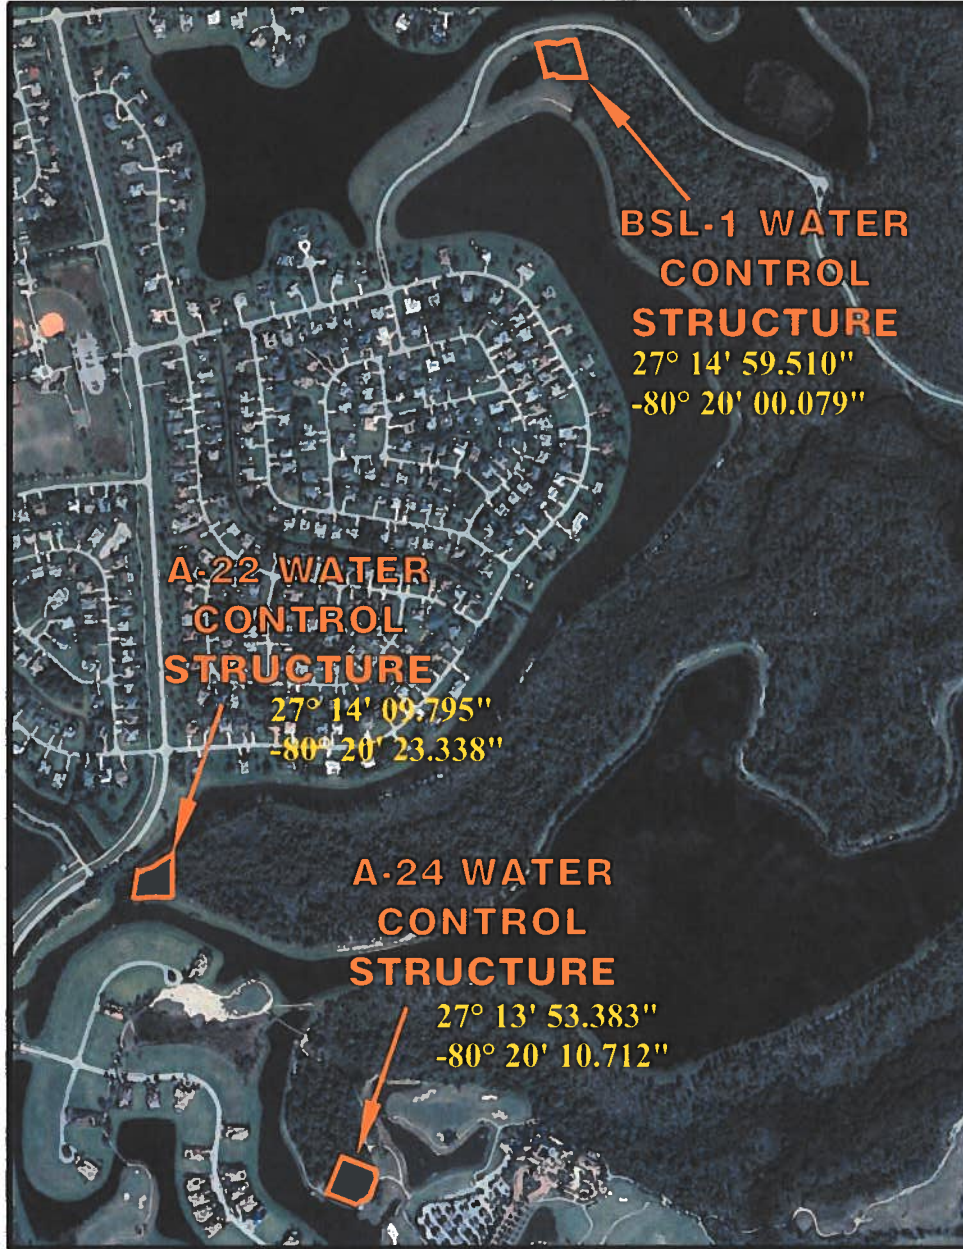 BSL-1 WATER
CONTROL
STRUCTURE
27° 14' 59.510"
-80° 20' 00.079"
A-22 WATER
CONTROL
STRUCTURE
27° 14' 09.795"
-80° 20' 23.338"
A-24 WATER
CONTROL
STRUCTURE
27° 13' 53.383"
-80° 20' 10.712"